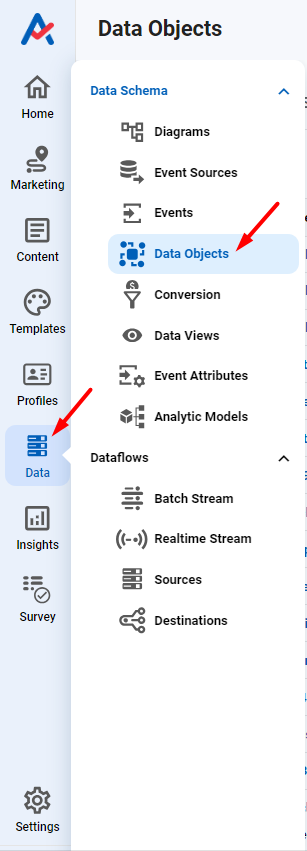 Data Objects
Home
Marketing
Content
Templates
Profiles
Data
Insights
Survey
Settings
Data Schema
Diagrams
Event Sources
Events
Data Objects
Conversion
Data Views
Event Attributes
Analytic Models
Dataflows
Batch Stream
Realtime Stream
Sources
Destinations